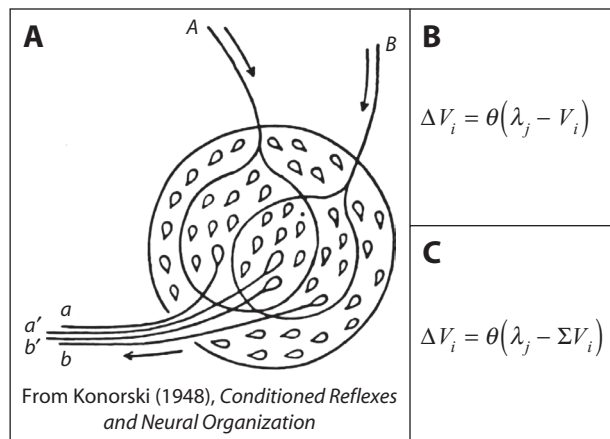 A
A
B
a
a'
b'
b
From Konorski (1948), Conditioned Reflexes
and Neural Organization
B
ΔV_i = θ(λ_j − V_i)
C
ΔV_i = θ(λ_j − ΣV_i)